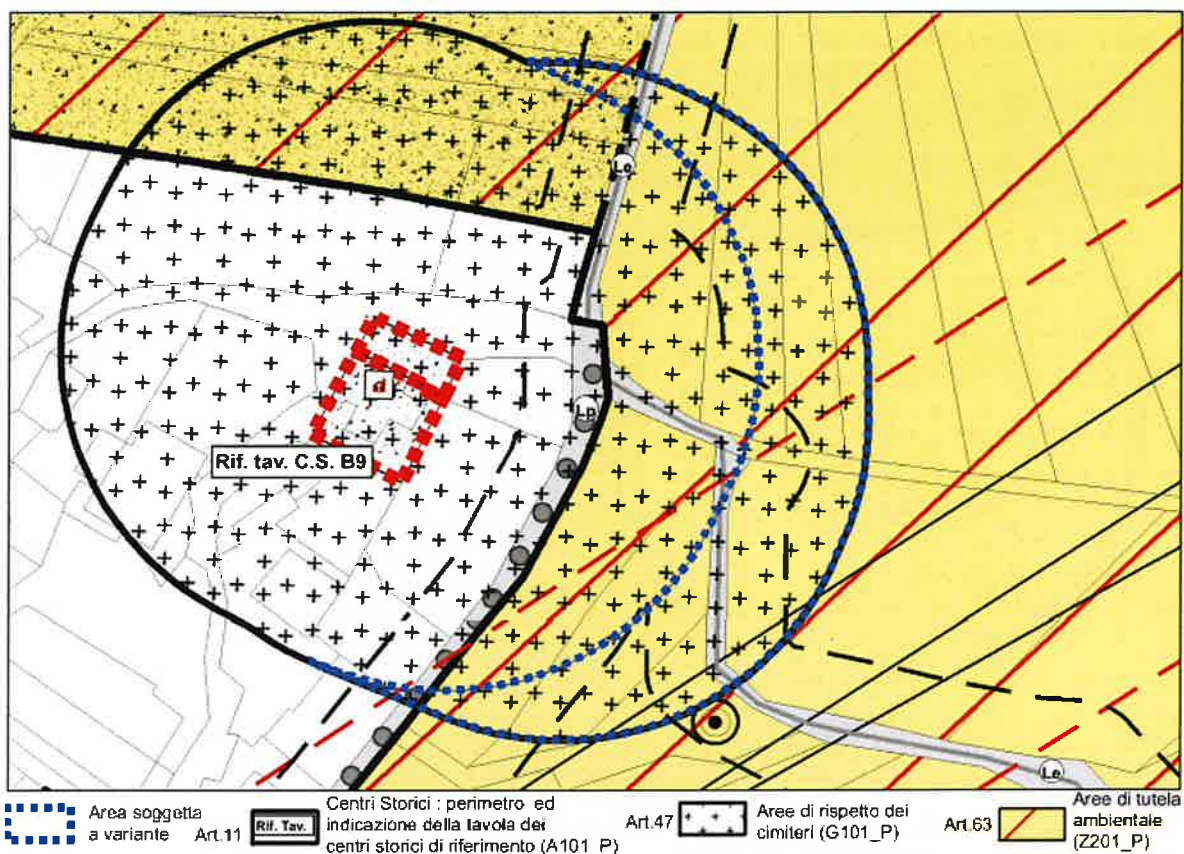 Le
d
Lp
Rif. tav. C.S. B9
Le
Area soggetta
a variante
Art.11
Rif. Tav.
Centri Storici : perimetro ed
indicazione della tavola dei
centri storici di riferimento (A101_P)
Art.47
Aree di rispetto dei
cimiteri (G101_P)
Art.63
Aree di tutela
ambientale
(Z201_P)